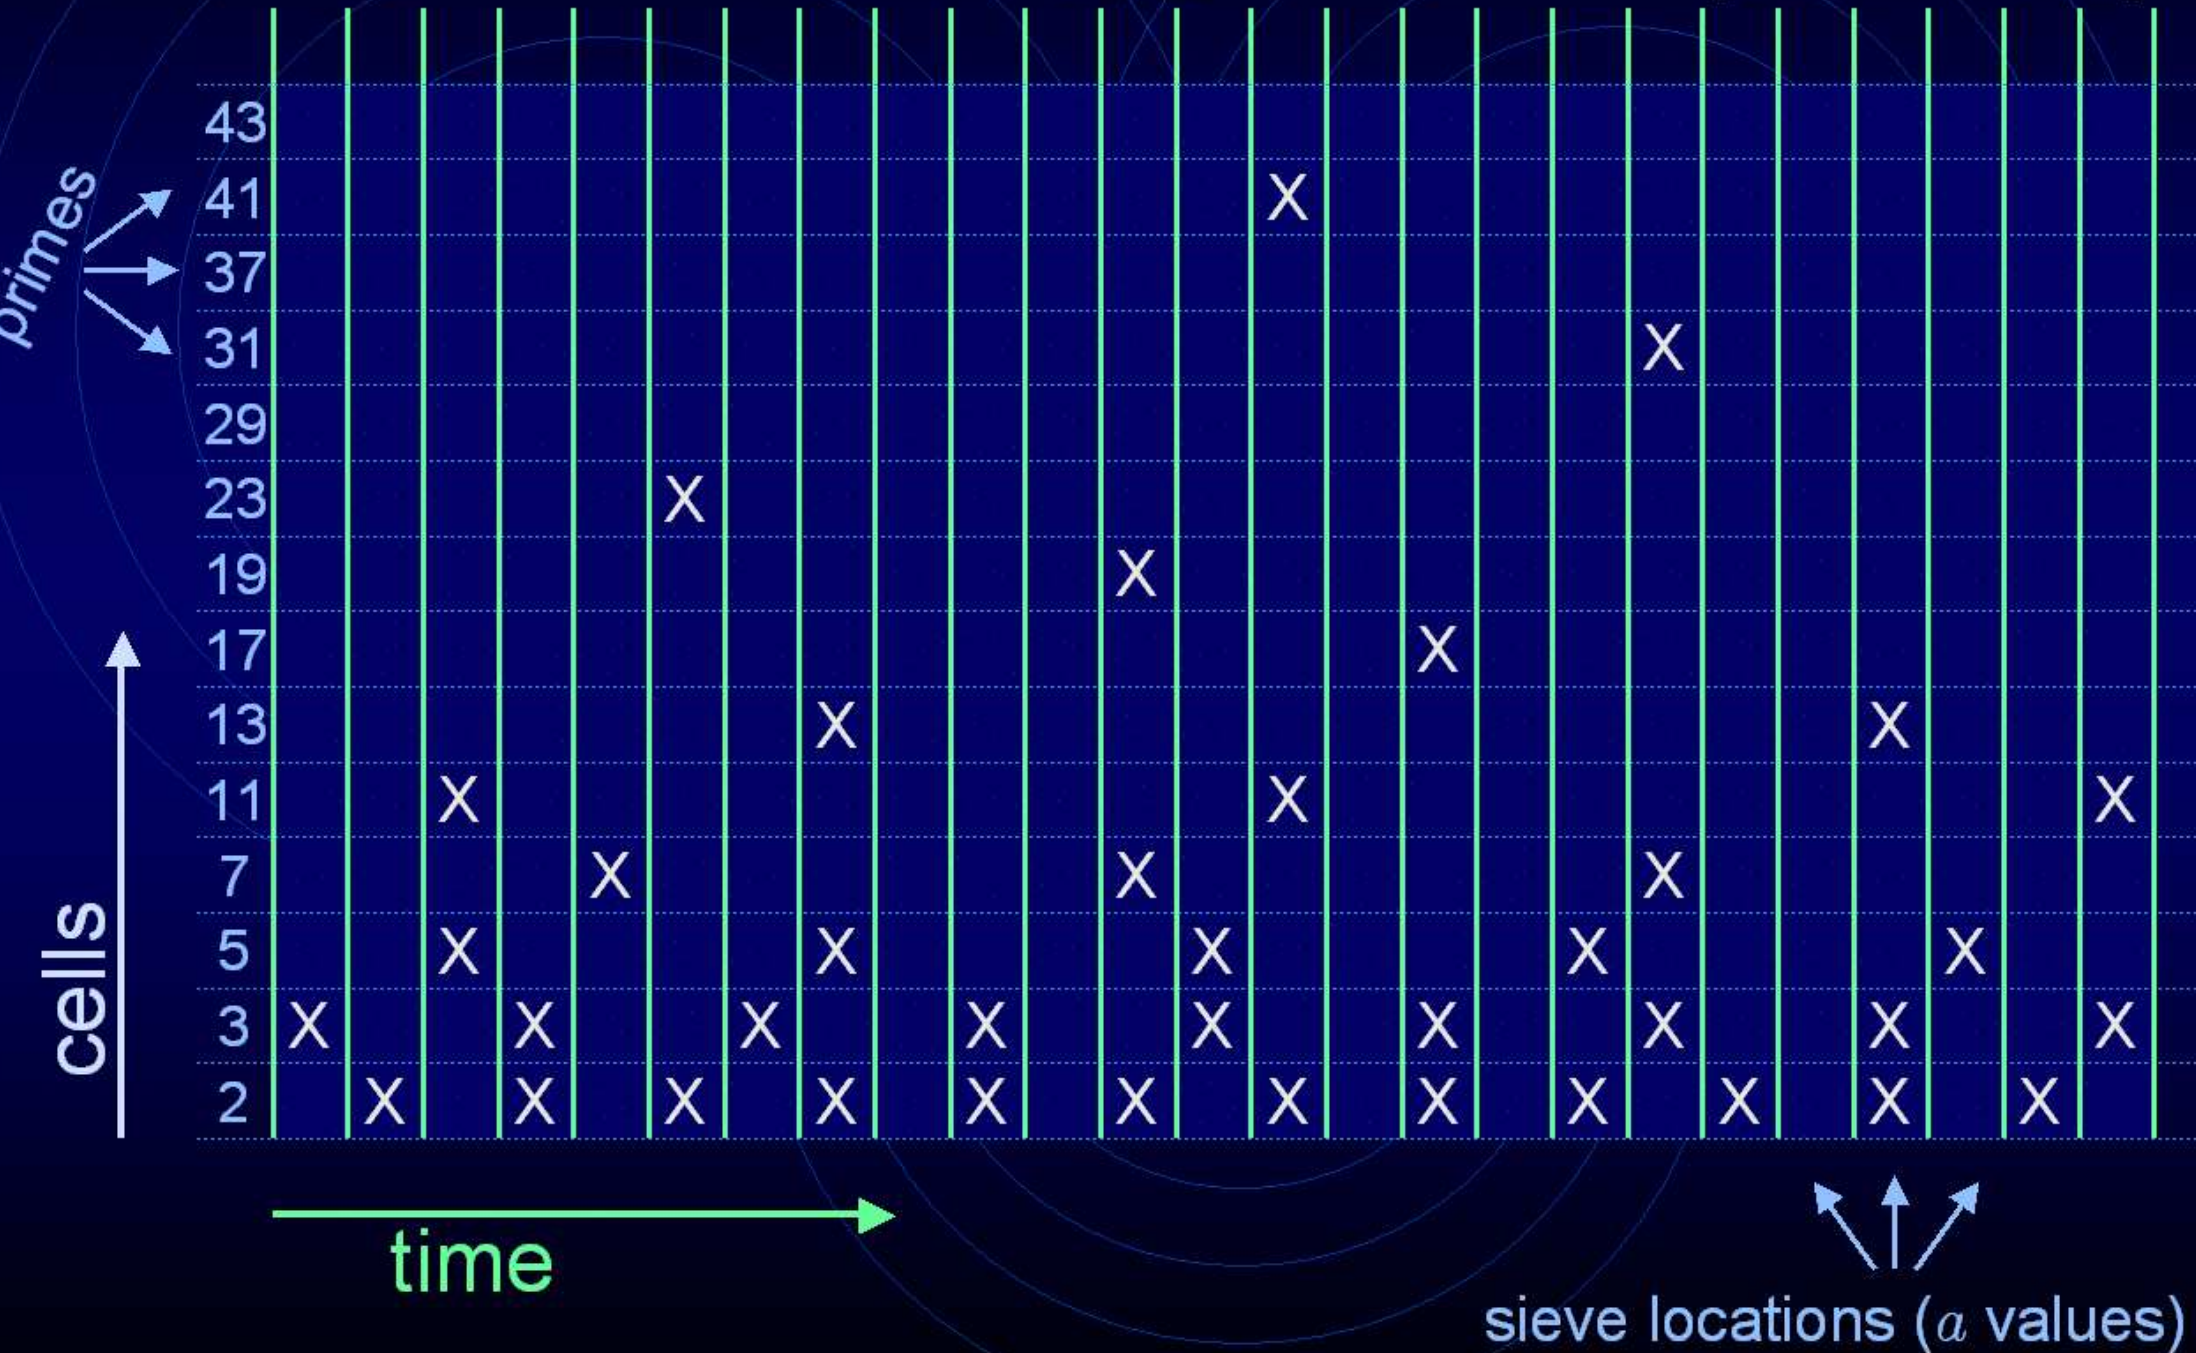 43
41 X
primes
37
31 X
29
23 X
19 X
17 X
13 X X
11 X X X
7 X X X
5 X X X X X
cells
3 X X X X X X X X X
2 X X X X X X X X X X X X
time
sieve locations (a values)